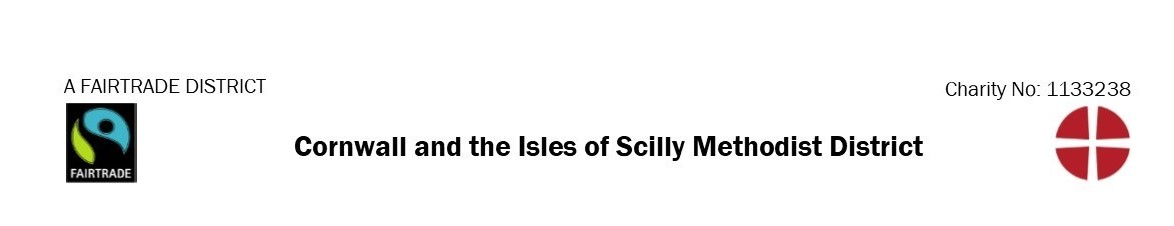 A FAIRTRADE DISTRICT
Charity No: 1133238
Cornwall and the Isles of Scilly Methodist District
FAIRTRADE